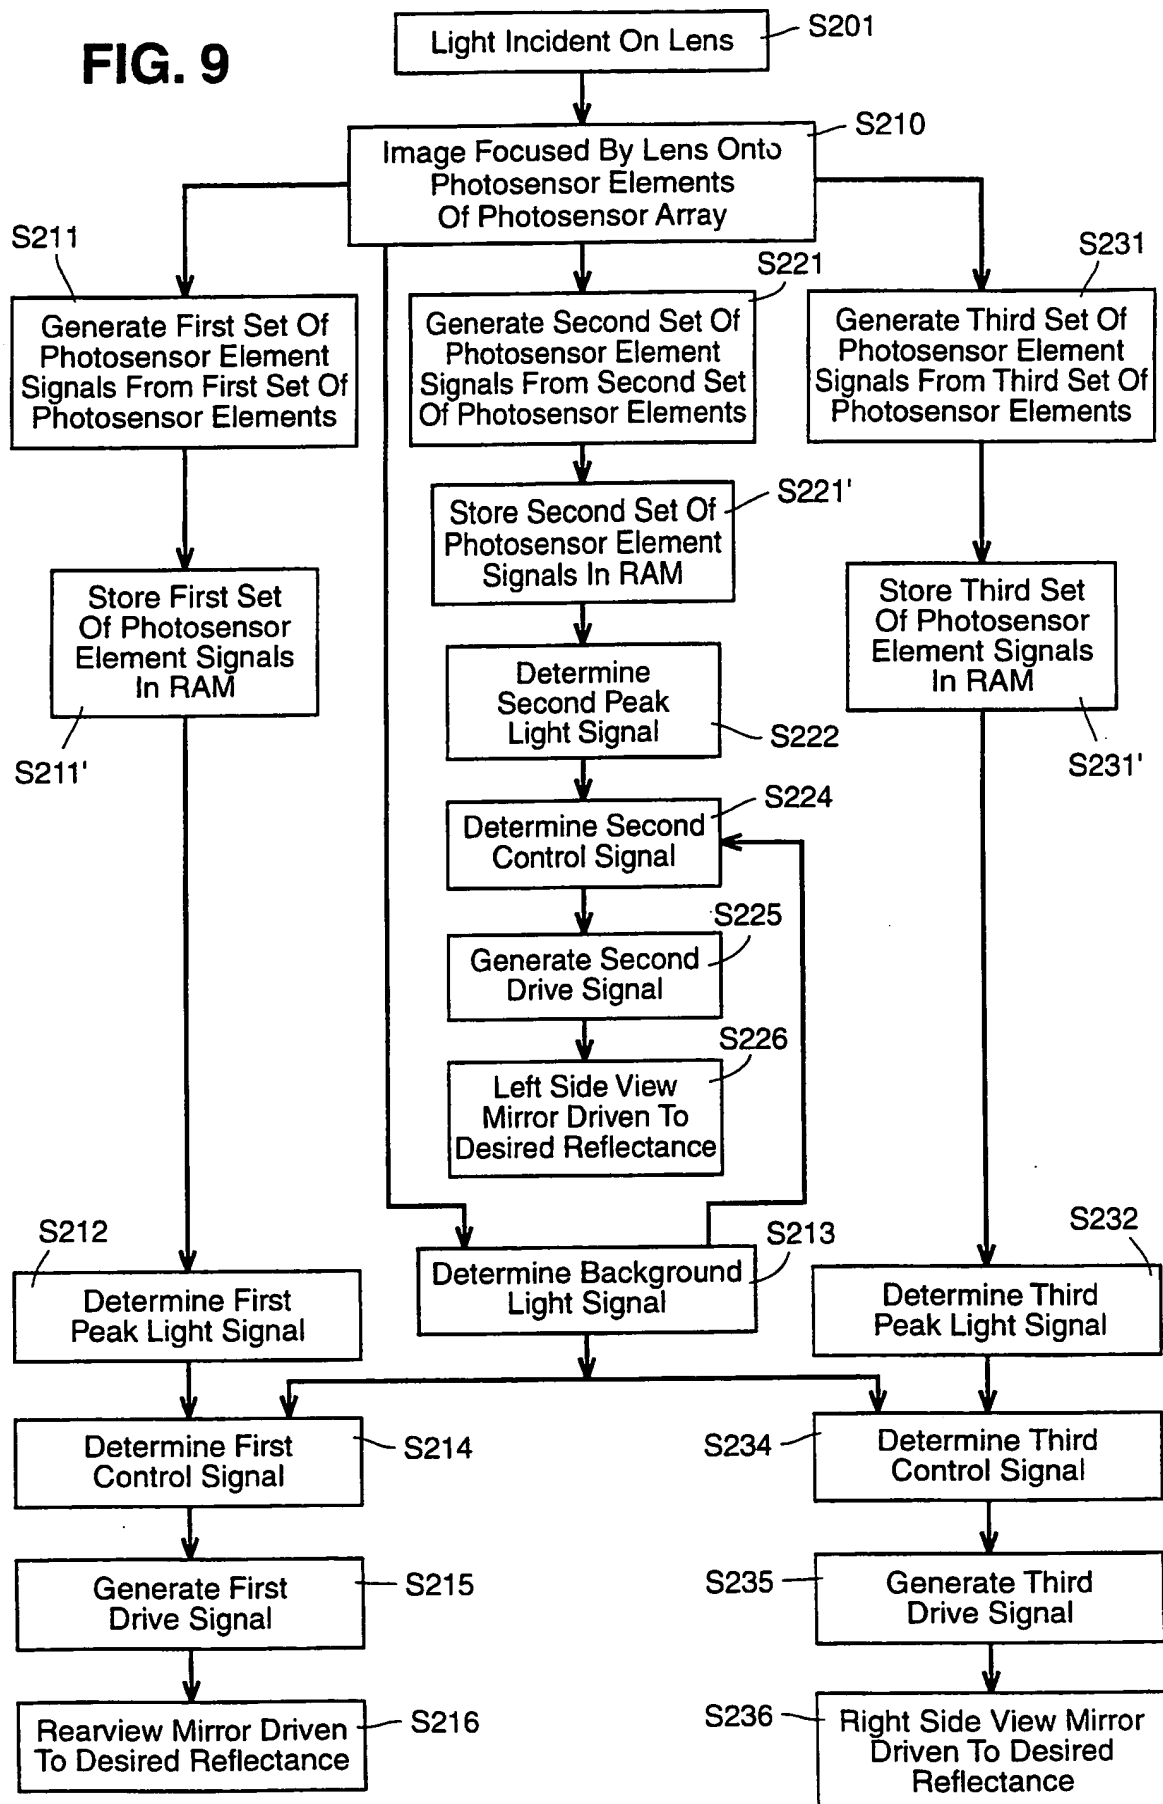 FIG. 9
Light Incident On Lens
S201
Image Focused By Lens Onto
Photosensor Elements
Of Photosensor Array
S210
S211
Generate First Set Of
Photosensor Element
Signals From First Set Of
Photosensor Elements
S221
Generate Second Set Of
Photosensor Element
Signals From Second Set
Of Photosensor Elements
S231
Generate Third Set Of
Photosensor Element
Signals From Third Set Of
Photosensor Elements
Store First Set
Of Photosensor
Element Signals
In RAM
S211'
Store Second Set Of
Photosensor Element
Signals In RAM
S221'
Store Third Set
Of Photosensor
Element Signals
In RAM
S231'
Determine
Second Peak
Light Signal
S222
Determine Second
Control Signal
S224
Generate Second
Drive Signal
S225
Left Side View
Mirror Driven To
Desired Reflectance
S226
S212
Determine First
Peak Light Signal
Determine Background
Light Signal
S213
S232
Determine Third
Peak Light Signal
Determine First
Control Signal
S214
S234
Determine Third
Control Signal
Generate First
Drive Signal
S215
S235
Generate Third
Drive Signal
Rearview Mirror Driven
To Desired Reflectance
S216
S236
Right Side View Mirror
Driven To Desired
Reflectance